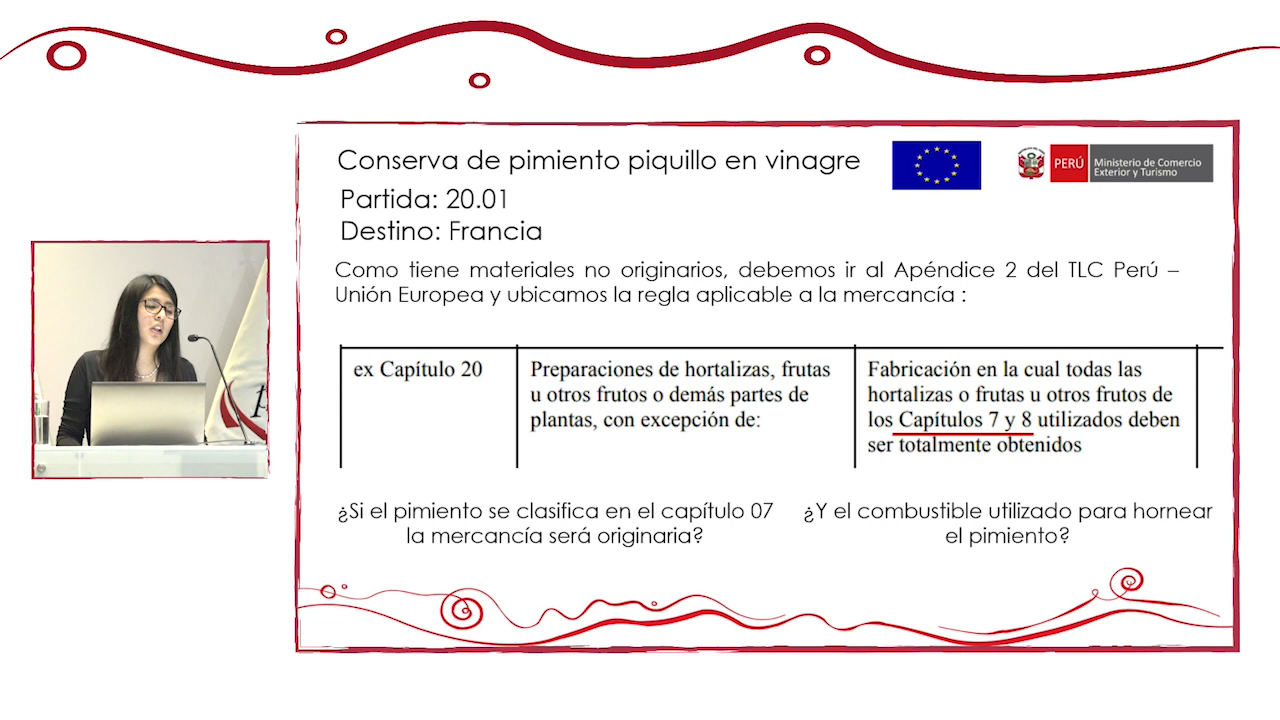 Conserva de pimiento piquillo en vinagre
Partida: 20.01
Destino: Francia
PERÚ
Ministerio de Comercio
Exterior y Turismo
Como tiene materiales no originarios, debemos ir al Apéndice 2 del TLC Perú –
Unión Europea y ubicamos la regla aplicable a la mercancía :
ex Capítulo 20
Preparaciones de hortalizas, frutas
u otros frutos o demás partes de
plantas, con excepción de:
Fabricación en la cual todas las
hortalizas o frutas u otros frutos de
los Capítulos 7 y 8 utilizados deben
ser totalmente obtenidos
¿Si el pimiento se clasifica en el capítulo 07
la mercancía será originaria?
¿Y el combustible utilizado para hornear
el pimiento?